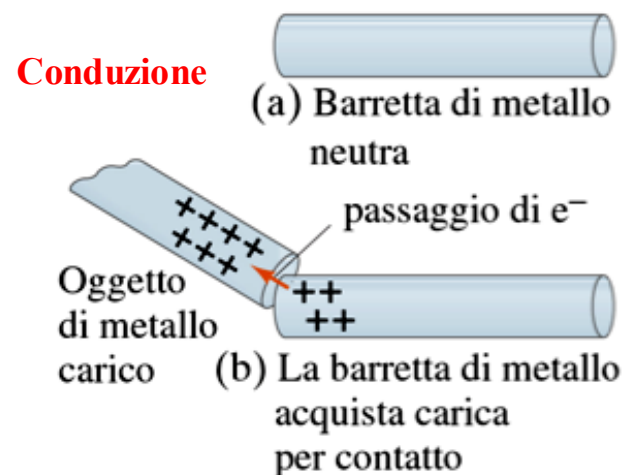 Conduzione
(a) Barretta di metallo
neutra
++++
+++
passaggio di e⁻
Oggetto
di metallo
carico
++
++
(b) La barretta di metallo
acquista carica
per contatto